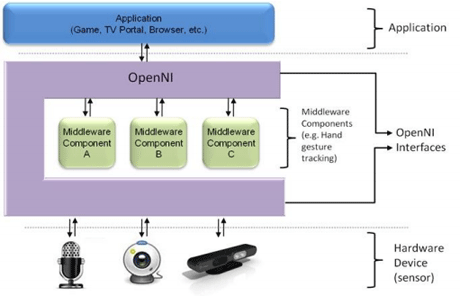 Application
(Game, TV Portal, Browser, etc.)
Application
OpenNI
Middleware
Component
A
Middleware
Component
B
Middleware
Component
C
Middleware
Components
(e.g. Hand
gesture
tracking)
OpenNI
Interfaces
Hardware
Device
(sensor)